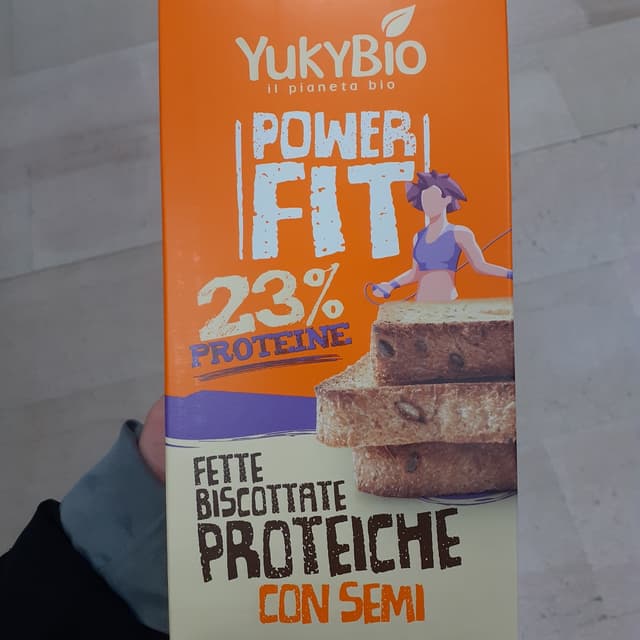 YUKYBIO
il pianeta bio
POWER
FIT
23%
PROTEINE
FETTE
BISCOTTATE
PROTEICHE
CON SEMI